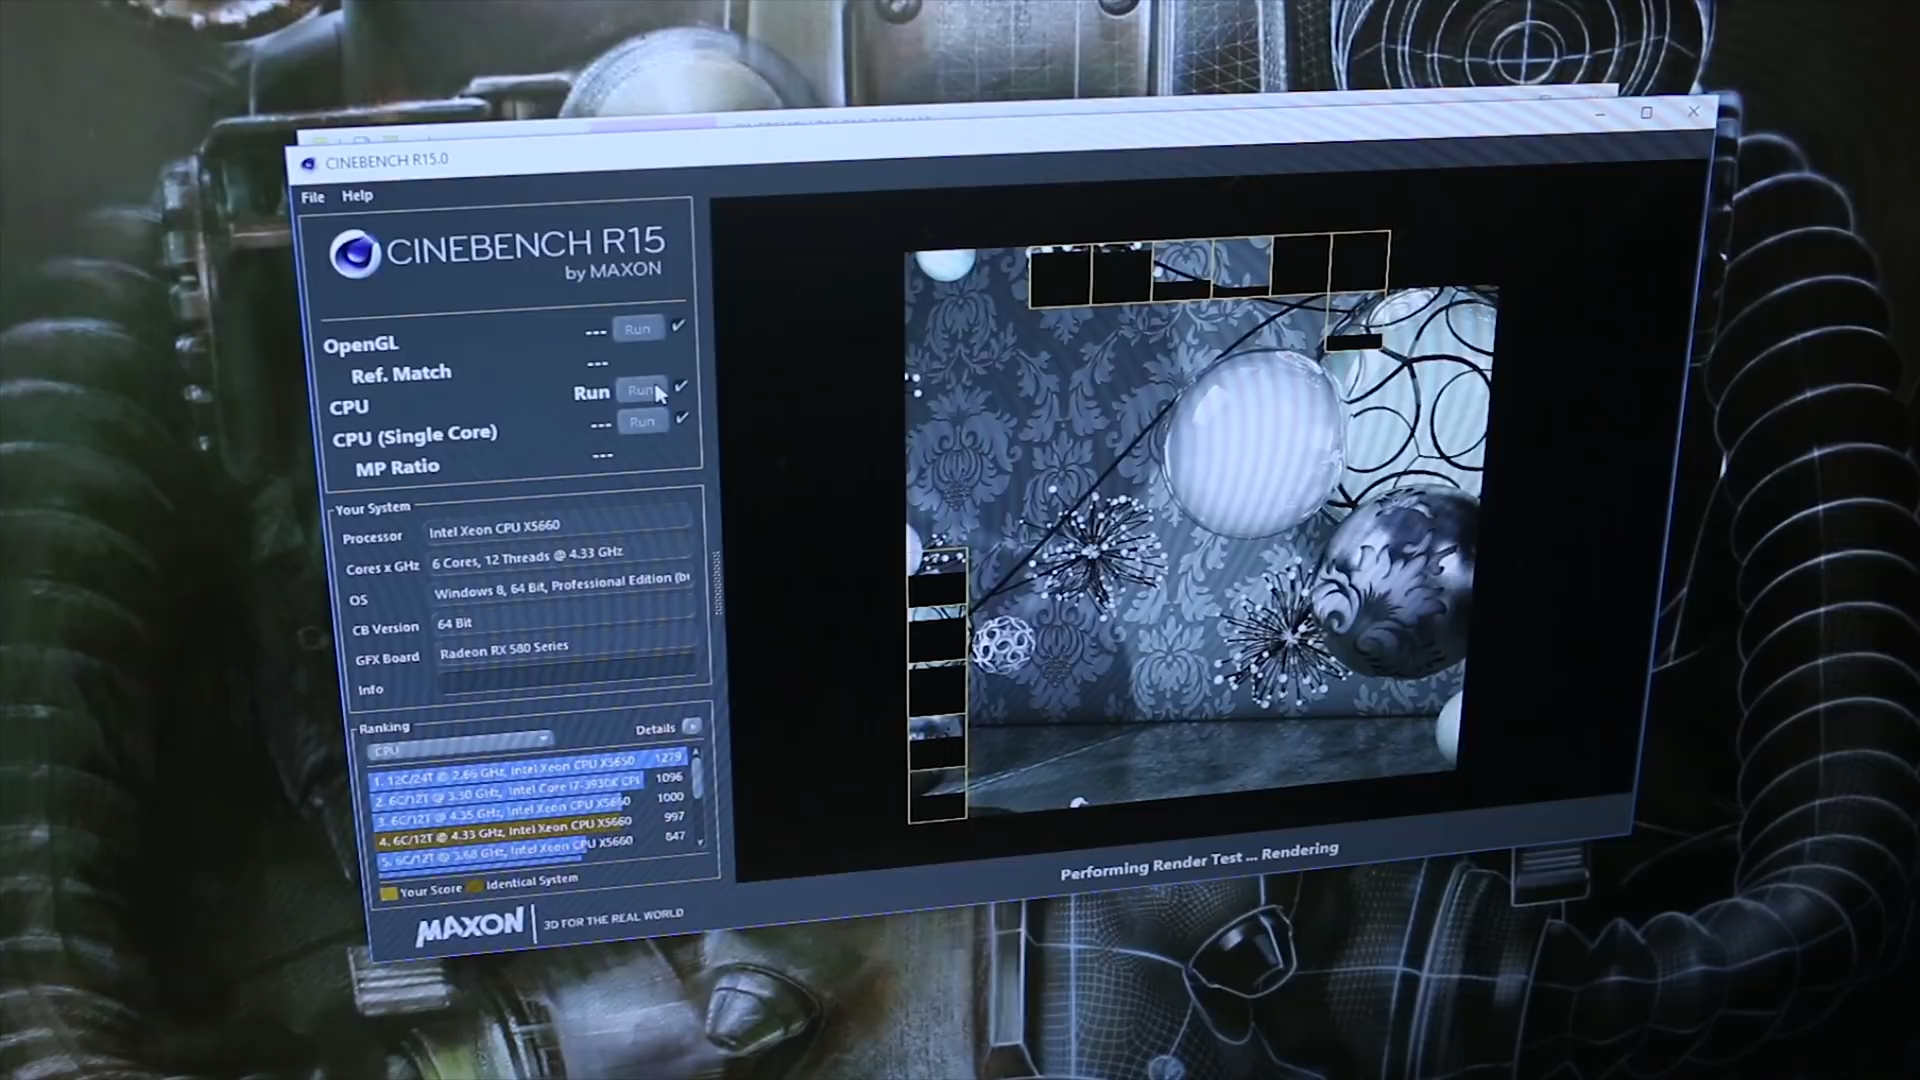 CINEBENCH R15.0
File Help
CINEBENCH R15
by MAXON
OpenGL --- Run
Ref. Match ---
CPU Run Run
CPU (Single Core) --- Run
MP Ratio ---
Your System
Processor Intel Xeon CPU X5660
Cores x GHz 6 Cores, 12 Threads @ 4.33 GHz
OS Windows 8, 64 Bit, Professional Edition (bu
CB Version 64 Bit
GFX Board Radeon RX 580 Series
Info
Ranking
CPU Details
1. 12C/24T @ 2.66 GHz, Intel Xeon CPU X5650 1279
2. 6C/12T @ 3.30 GHz, Intel Core i7-3930K CPU 1096
3. 6C/12T @ 4.35 GHz, Intel Xeon CPU X5660 1000
4. 6C/12T @ 4.33 GHz, Intel Xeon CPU X5660 997
5. 6C/12T @ 3.68 GHz, Intel Xeon CPU X5660 847
Your Score Identical System
MAXON 3D FOR THE REAL WORLD
Performing Render Test ... Rendering